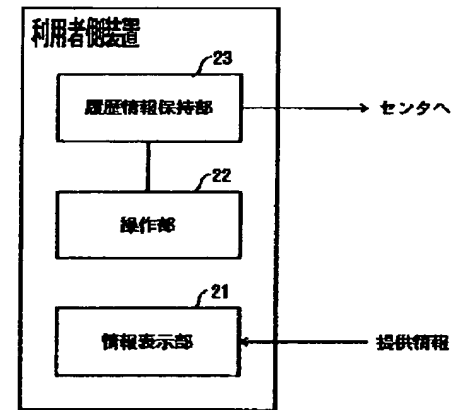 利用者側装置
23
履歴情報保持部
センタへ
22
操作部
21
情報表示部
提供情報